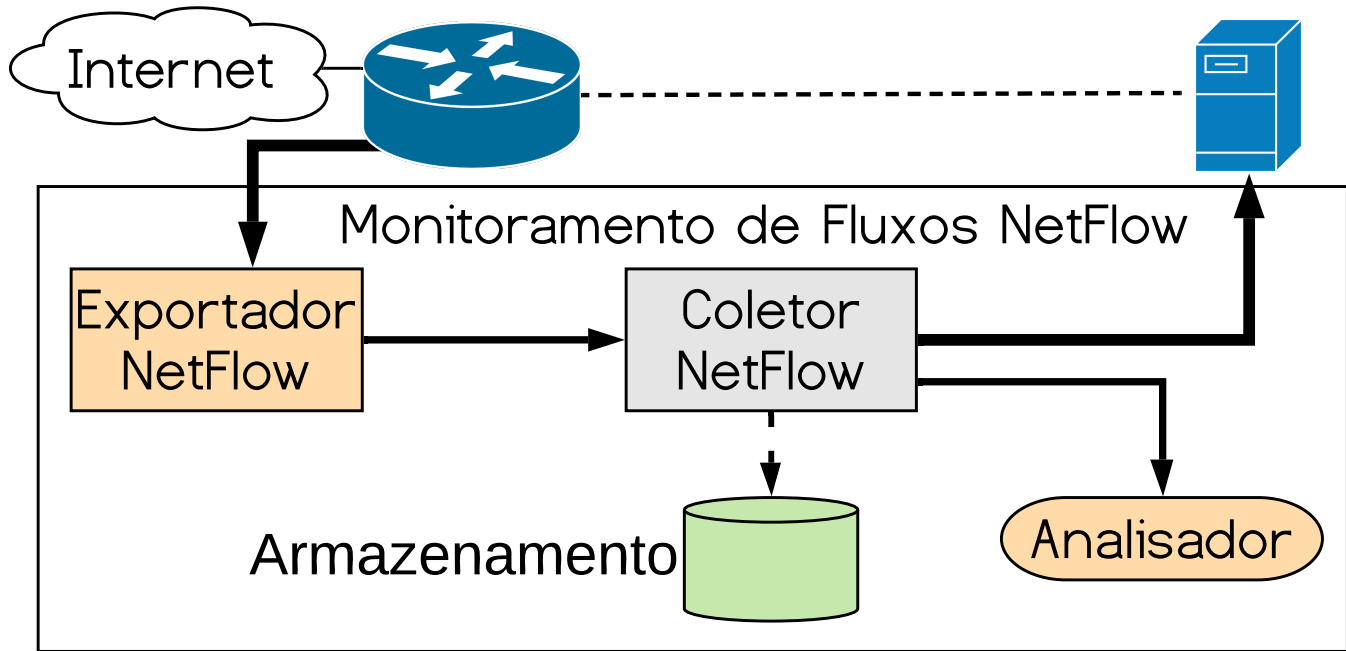 Internet
Monitoramento de Fluxos NetFlow
Exportador
NetFlow
Coletor
NetFlow
Armazenamento
Analisador